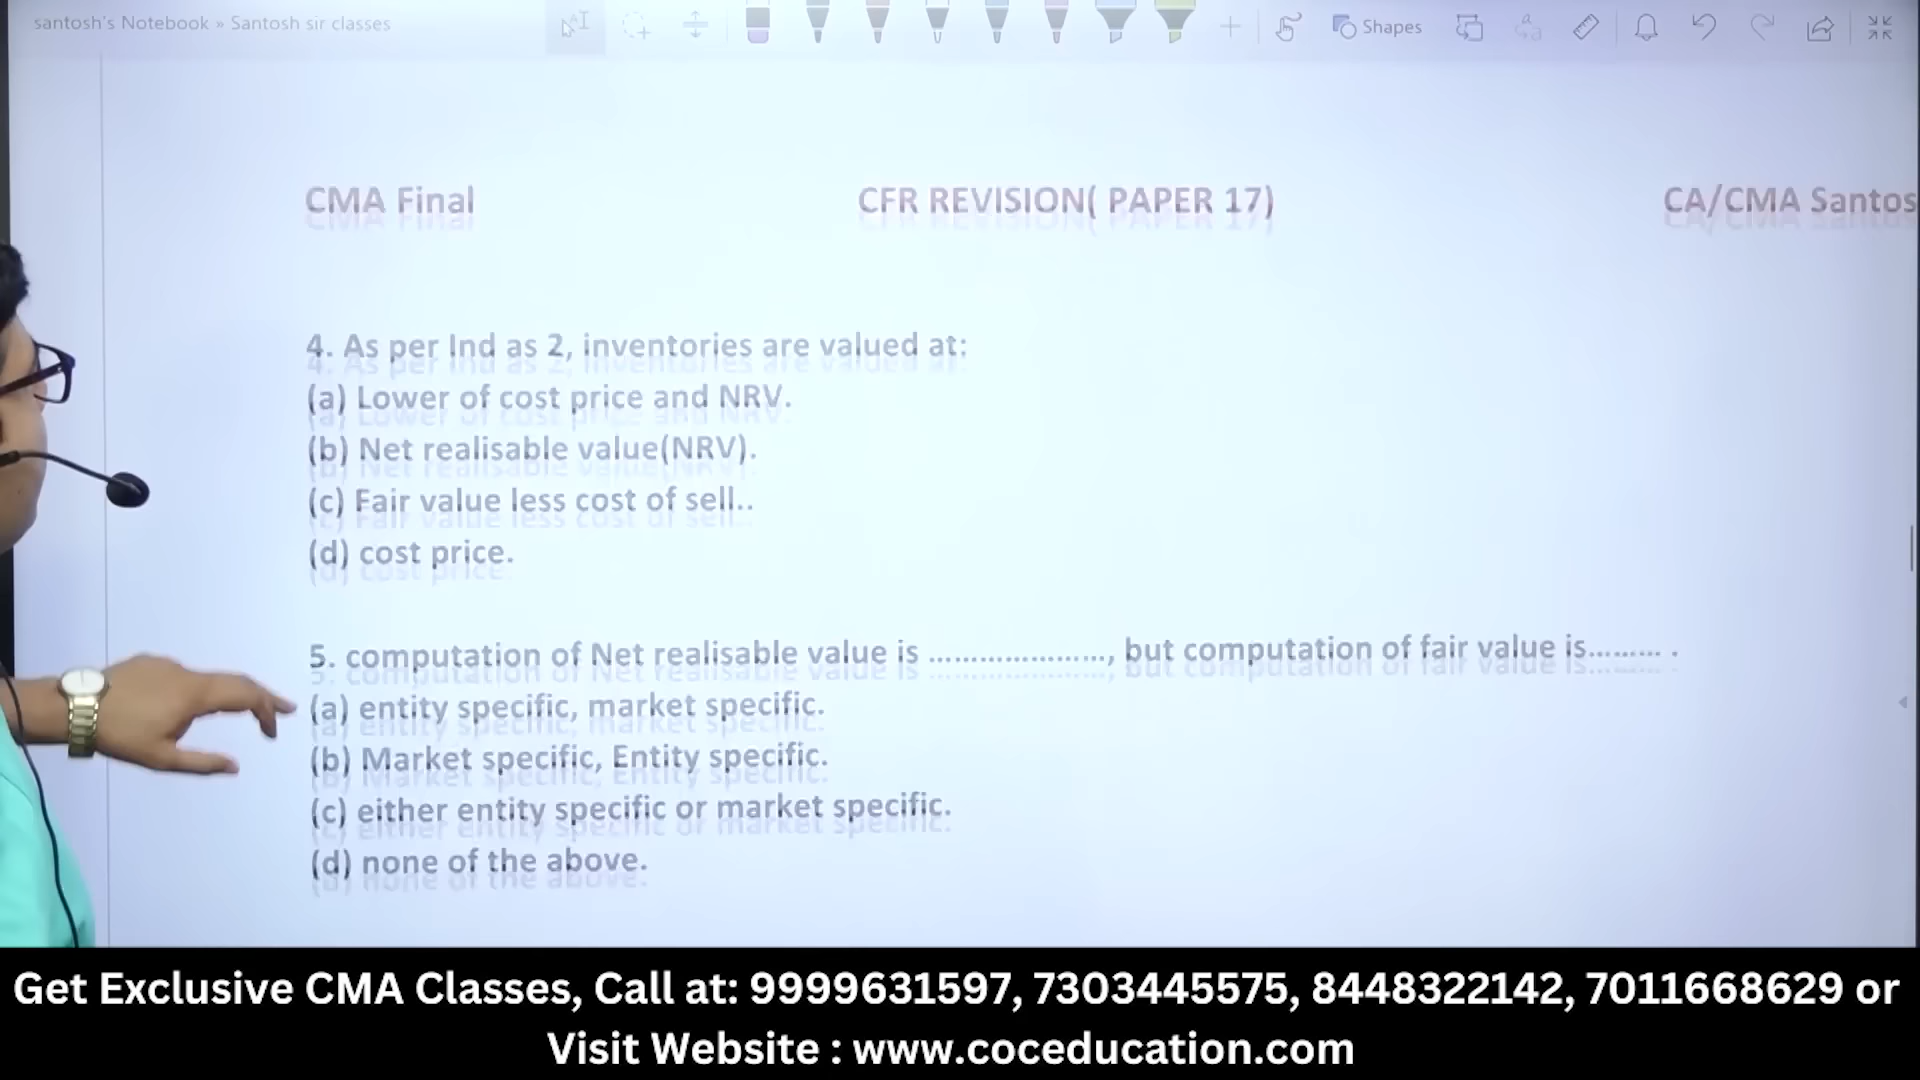 santosh's Notebook » Santosh sir classes
Shapes
CMA Final CFR REVISION( PAPER 17) CA/CMA Santos
4. As per Ind as 2, inventories are valued at:
(a) Lower of cost price and NRV.
(b) Net realisable value(NRV).
(c) Fair value less cost of sell..
(d) cost price.
5. computation of Net realisable value is ....................., but computation of fair value is......... .
(a) entity specific, market specific.
(b) Market specific, Entity specific.
(c) either entity specific or market specific.
(d) none of the above.
Get Exclusive CMA Classes, Call at: 9999631597, 7303445575, 8448322142, 7011668629 or
Visit Website : www.coceducation.com